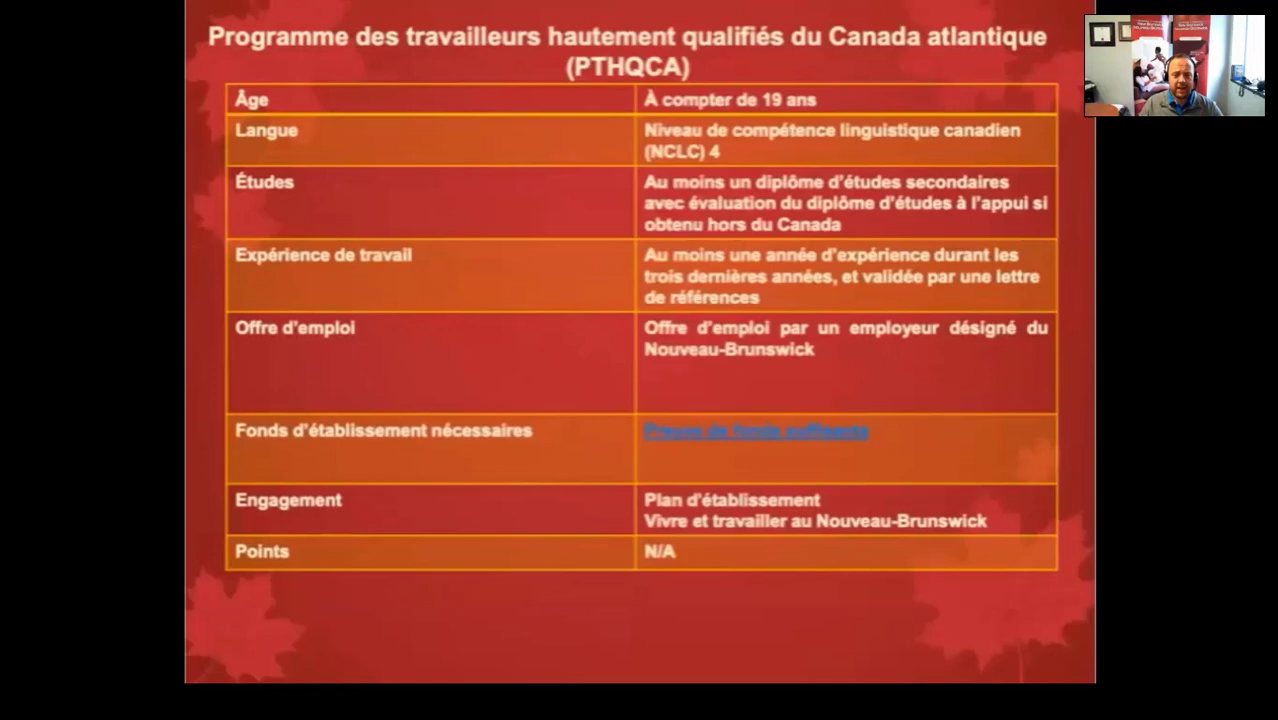 Programme des travailleurs hautement qualifiés du Canada atlantique
(PTHQCA)
Âge
À compter de 19 ans
Langue
Niveau de compétence linguistique canadien
(NCLC) 4
Études
Au moins un diplôme d'études secondaires
avec évaluation du diplôme d'études à l'appui si
obtenu hors du Canada
Expérience de travail
Au moins une année d'expérience durant les
trois dernières années, et validée par une lettre
de références
Offre d'emploi
Offre d'emploi par un employeur désigné du
Nouveau-Brunswick
Fonds d'établissement nécessaires
Preuve de fonds suffisants
Engagement
Plan d'établissement
Vivre et travailler au Nouveau-Brunswick
Points
N/A